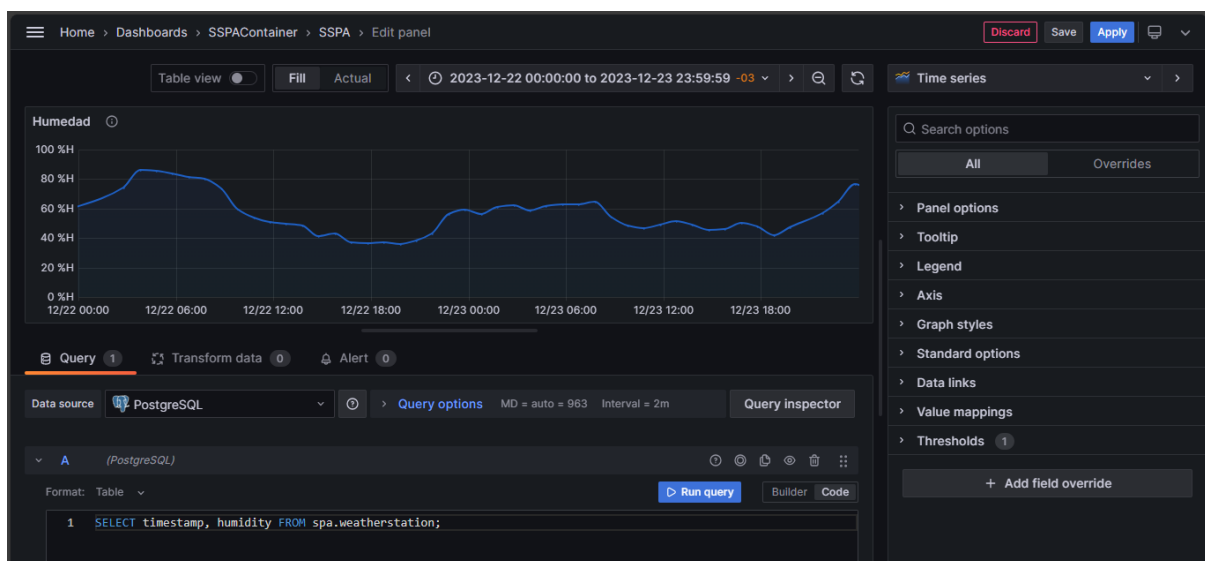 Home › Dashboards › SSPAContainer › SSPA › Edit panel
Discard Save Apply
Table view Fill Actual 2023-12-22 00:00:00 to 2023-12-23 23:59:59 -03
Time series
Humedad
100 %H
80 %H
60 %H
40 %H
20 %H
0 %H
12/22 00:00 12/22 06:00 12/22 12:00 12/22 18:00 12/23 00:00 12/23 06:00 12/23 12:00 12/23 18:00
Search options
All Overrides
Panel options
Tooltip
Legend
Axis
Graph styles
Standard options
Data links
Value mappings
Thresholds 1
+ Add field override
Query 1 Transform data 0 Alert 0
Data source PostgreSQL Query options MD = auto = 963 Interval = 2m Query inspector
A (PostgreSQL)
Format: Table Run query Builder Code
1 SELECT timestamp, humidity FROM spa.weatherstation;